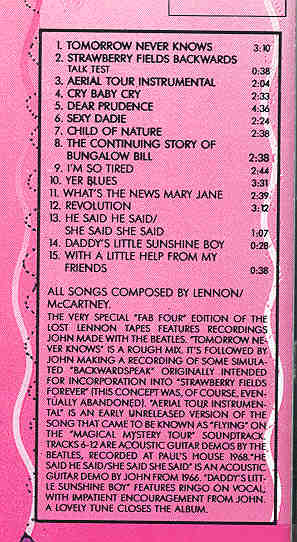 1. TOMORROW NEVER KNOWS 3:10
2. STRAWBERRY FIELDS BACKWARDS
TALK TEST 0:38
3. AERIAL TOUR INSTRUMENTAL 2:04
4. CRY BABY CRY 2:33
5. DEAR PRUDENCE 4:36
6. SEXY DADIE 2:24
7. CHILD OF NATURE 2:38
8. THE CONTINUING STORY OF
BUNGALOW BILL 2:38
9. I'M SO TIRED 2:44
10. YER BLUES 3:31
11. WHAT'S THE NEWS MARY JANE 2:39
12. REVOLUTION 3:12
13. HE SAID HE SAID/
SHE SAID SHE SAID 1:07
14. DADDY'S LITTLE SUNSHINE BOY 0:28
15. WITH A LITTLE HELP FROM MY
FRIENDS 0:38
ALL SONGS COMPOSED BY LENNON/
McCARTNEY.
THE VERY SPECIAL "FAB FOUR" EDITION OF THE
LOST LENNON TAPES FEATURES RECORDINGS
JOHN MADE WITH THE BEATLES. "TOMORROW NE-
VER KNOWS" IS A ROUGH MIX. IT'S FOLLOWED BY
JOHN MAKING A RECORDING OF SOME SIMULA-
TED "BACKWARDSPEAK" ORIGINALLY INTENDED
FOR INCORPORATION INTO "STRAWBERRY FIELDS
FOREVER" (THIS CONCEPT WAS, OF COURSE, EVEN-
TUALLY ABANDONED). "AERIAL TOUR INSTRUMEN-
TAL" IS AN EARLY UNRELEASED VERSION OF THE
SONG THAT CAME TO BE KNOWN AS "FLYING" ON
THE "MAGICAL MYSTERY TOUR" SOUNDTRACK.
TRACKS 6-12 ARE ACOUSTIC GUITAR DEMOS BY THE
BEATLES, RECORDED AT PAUL'S HOUSE 1968. "HE
SAID HE SAID/SHE SAID SHE SAID" IS AN ACOUSTIC
GUITAR DEMO BY JOHN FROM 1966. "DADDY'S LITT-
LE SUNSHINE BOY" FEATURES RINGO ON VOCAL,
WITH IMPATIENT ENCOURAGEMENT FROM JOHN.
A LOVELY TUNE CLOSES THE ALBUM.